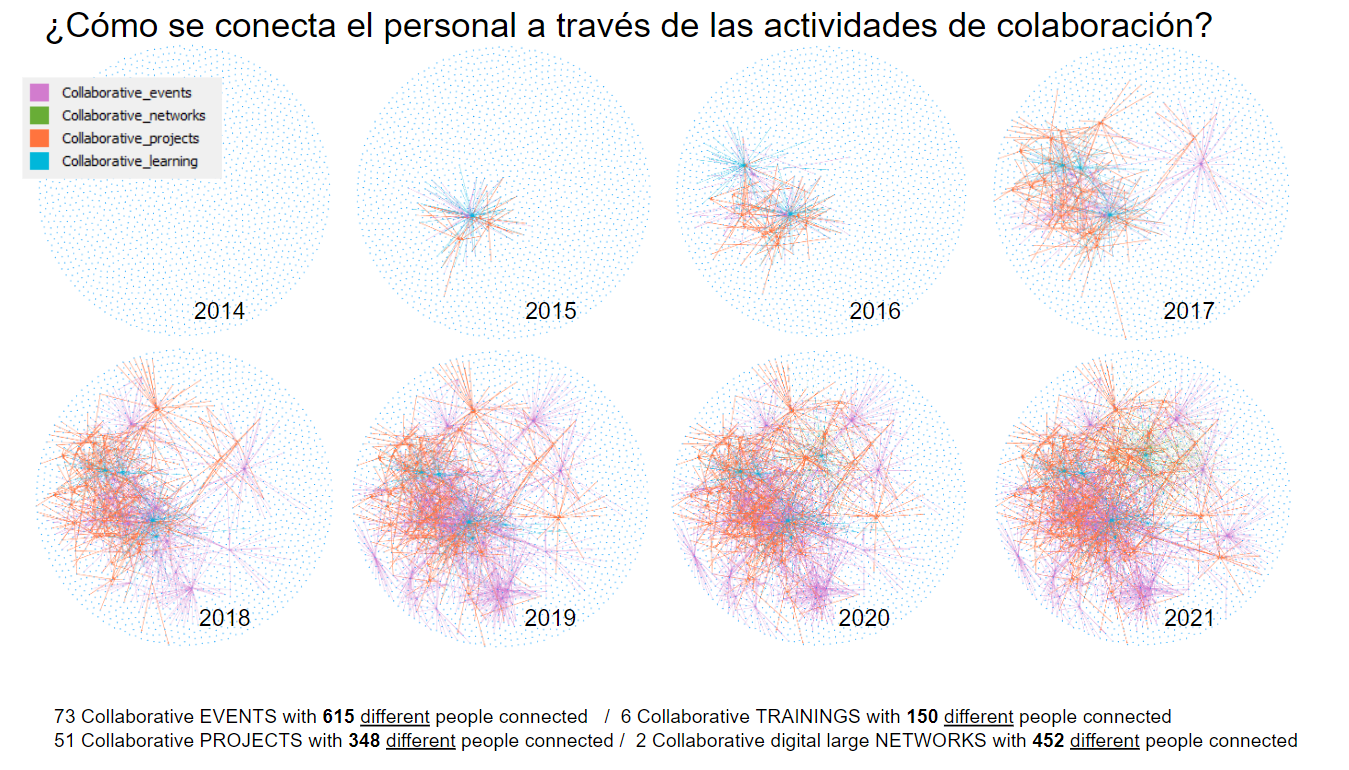 ¿Cómo se conecta el personal a través de las actividades de colaboración?
Collaborative_events
Collaborative_networks
Collaborative_projects
Collaborative_learning
2014
2015
2016
2017
2018
2019
2020
2021
73 Collaborative EVENTS with 615 different people connected / 6 Collaborative TRAININGS with 150 different people connected
51 Collaborative PROJECTS with 348 different people connected / 2 Collaborative digital large NETWORKS with 452 different people connected